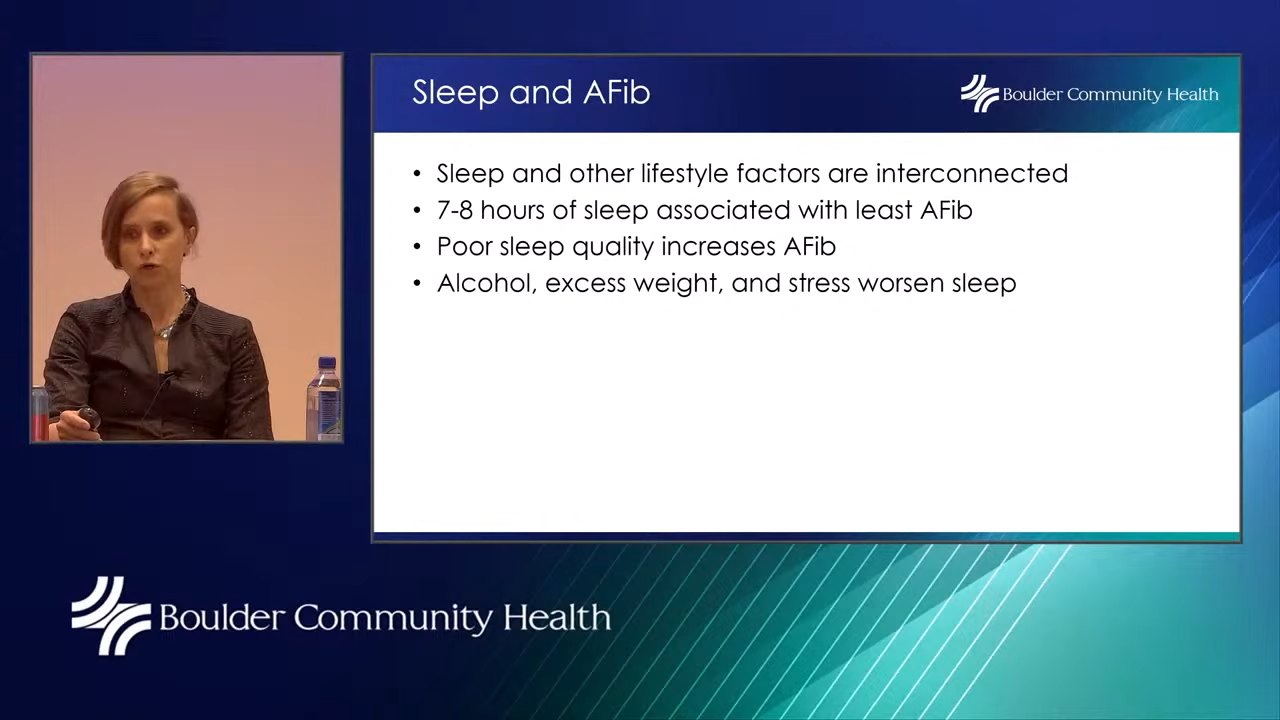 Sleep and AFib
Boulder Community Health
• Sleep and other lifestyle factors are interconnected
• 7-8 hours of sleep associated with least AFib
• Poor sleep quality increases AFib
• Alcohol, excess weight, and stress worsen sleep
Boulder Community Health